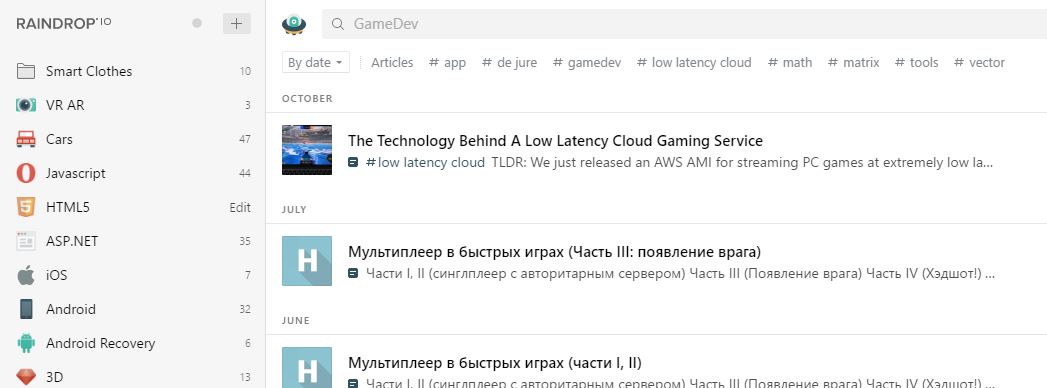 RAINDROP.IO
+
Smart Clothes 10
VR AR 3
Cars 47
Javascript 44
HTML5 Edit
ASP.NET 35
iOS 7
Android 32
Android Recovery 6
3D 13
GameDev
By date Articles # app # de jure # gamedev # low latency cloud # math # matrix # tools # vector
OCTOBER
The Technology Behind A Low Latency Cloud Gaming Service
# low latency cloud TLDR: We just released an AWS AMI for streaming PC games at extremely low la...
JULY
H
Мультиплеер в быстрых играх (Часть III: появление врага)
Части I, II (синглплеер с авторитарным сервером) Часть III (Появление врага) Часть IV (Хэдшот!) ...
JUNE
H
Мультиплеер в быстрых играх (части I, II)
Части I, II (синглплеер с авторитарным сервером) Часть III (Появление врага) Часть IV (Хэдшот!) ...